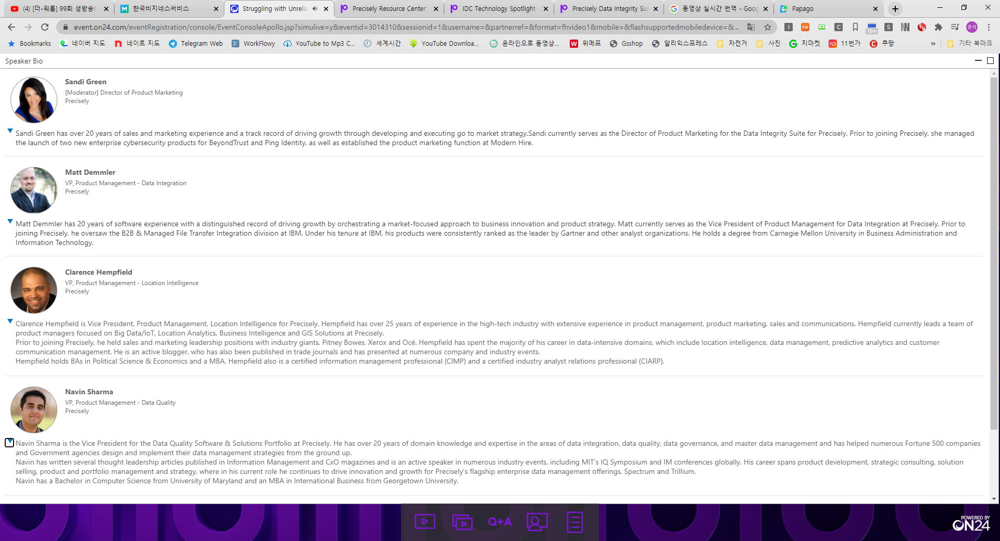 (4) [더-워룸] 99회 생방송!
한국비지네스써비스
Struggling with Unrelia
Precisely Resource Center:
IDC Technology Spotlight -
Precisely Data Integrity Sui
동영상 실시간 번역 - Goog
Papago
event.on24.com/eventRegistration/console/EventConsoleApollo.jsp?simulive=y&eventid=3014310&sessionid=1&username=&partnerref=&format=fhvideo1&mobile=&flashsupportedmobiledevice=&...
15m
준석
Bookmarks
네이버 지도
네이트 지도
Telegram Web
WorkFlowy
YouTube to Mp3 C...
세계시간
YouTube Downloa...
온라인으로 동영상...
위메프
Gsshop
알리익스프레스
자전거
사진
지마켓
11번가
쿠팡
»
기타 북마크
Speaker Bio
Sandi Green
[Moderator] Director of Product Marketing
Precisely
Sandi Green has over 20 years of sales and marketing experience and a track record of driving growth through developing and executing go to market strategy.Sandi currently serves as the Director of Product Marketing for the Data Integrity Suite for Precisely. Prior to joining Precisely, she managed
the launch of two new enterprise cybersecurity products for BeyondTrust and Ping Identity, as well as established the product marketing function at Modern Hire.
Matt Demmler
VP, Product Management - Data Integration
Precisely
Matt Demmler has 20 years of software experience with a distinguished record of driving growth by orchestrating a market-focused approach to business innovation and product strategy. Matt currently serves as the Vice President of Product Management for Data Integration at Precisely. Prior to
joining Precisely, he oversaw the B2B & Managed File Transfer Integration division at IBM. Under his tenure at IBM, his products were consistently ranked as the leader by Gartner and other analyst organizations. He holds a degree from Carnegie Mellon University in Business Administration and
Information Technology.
Clarence Hempfield
VP, Product Management - Location Intelligence
Precisely
Clarence Hempfield is Vice President, Product Management, Location Intelligence for Precisely. Hempfield has over 25 years of experience in the high-tech industry with extensive experience in product management, product marketing, sales and communications. Hempfield currently leads a team of
product managers focused on Big Data/IoT, Location Analytics, Business Intelligence and GIS Solutions at Precisely.
Prior to joining Precisely, he held sales and marketing leadership positions with industry giants, Pitney Bowes, Xerox and Océ. Hempfield has spent the majority of his career in data-intensive domains, which include location intelligence, data management, predictive analytics and customer
communication management. He is an active blogger, who has also been published in trade journals and has presented at numerous company and industry events.
Hempfield holds BAs in Political Science & Economics and a MBA. Hempfield also is a certified information management professional (CIMP) and a certified industry analyst relations professional (CIARP).
Navin Sharma
VP, Product Management - Data Quality
Precisely
Navin Sharma is the Vice President for the Data Quality Software & Solutions Portfolio at Precisely. He has over 20 years of domain knowledge and expertise in the areas of data integration, data quality, data governance, and master data management and has helped numerous Fortune 500 companies
and Government agencies design and implement their data management strategies from the ground up.
Navin has written several thought leadership articles published in Information Management and CxO magazines and is an active speaker in numerous industry events, including MIT's IQ Symposium and IM conferences globally. His career spans product development, strategic consulting, solution
selling, product and portfolio management and strategy, where in his current role he continues to drive innovation and growth for Precisely’s flagship enterprise data management offerings, Spectrum and Trillium.
Navin has a Bachelor in Computer Science from University of Maryland and an MBA in International Business from Georgetown University.
Q+A
POWERED BY
ON24